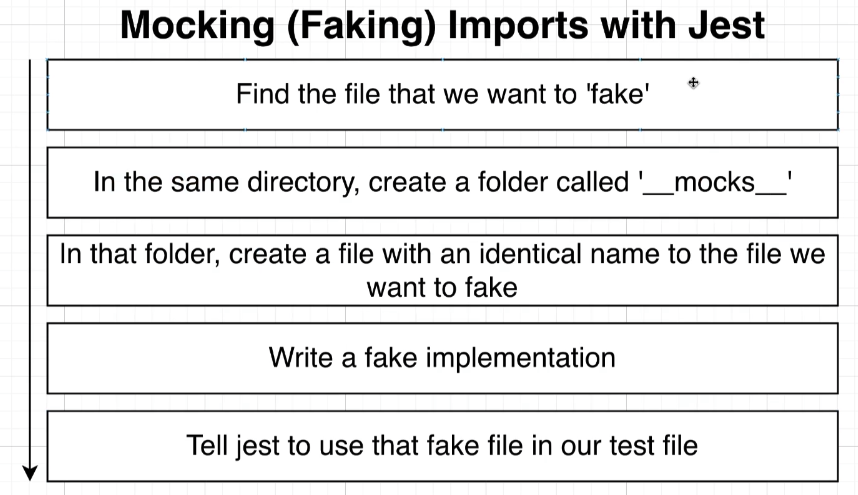 Mocking (Faking) Imports with Jest
Find the file that we want to 'fake'
In the same directory, create a folder called '__mocks__'
In that folder, create a file with an identical name to the file we
want to fake
Write a fake implementation
Tell jest to use that fake file in our test file